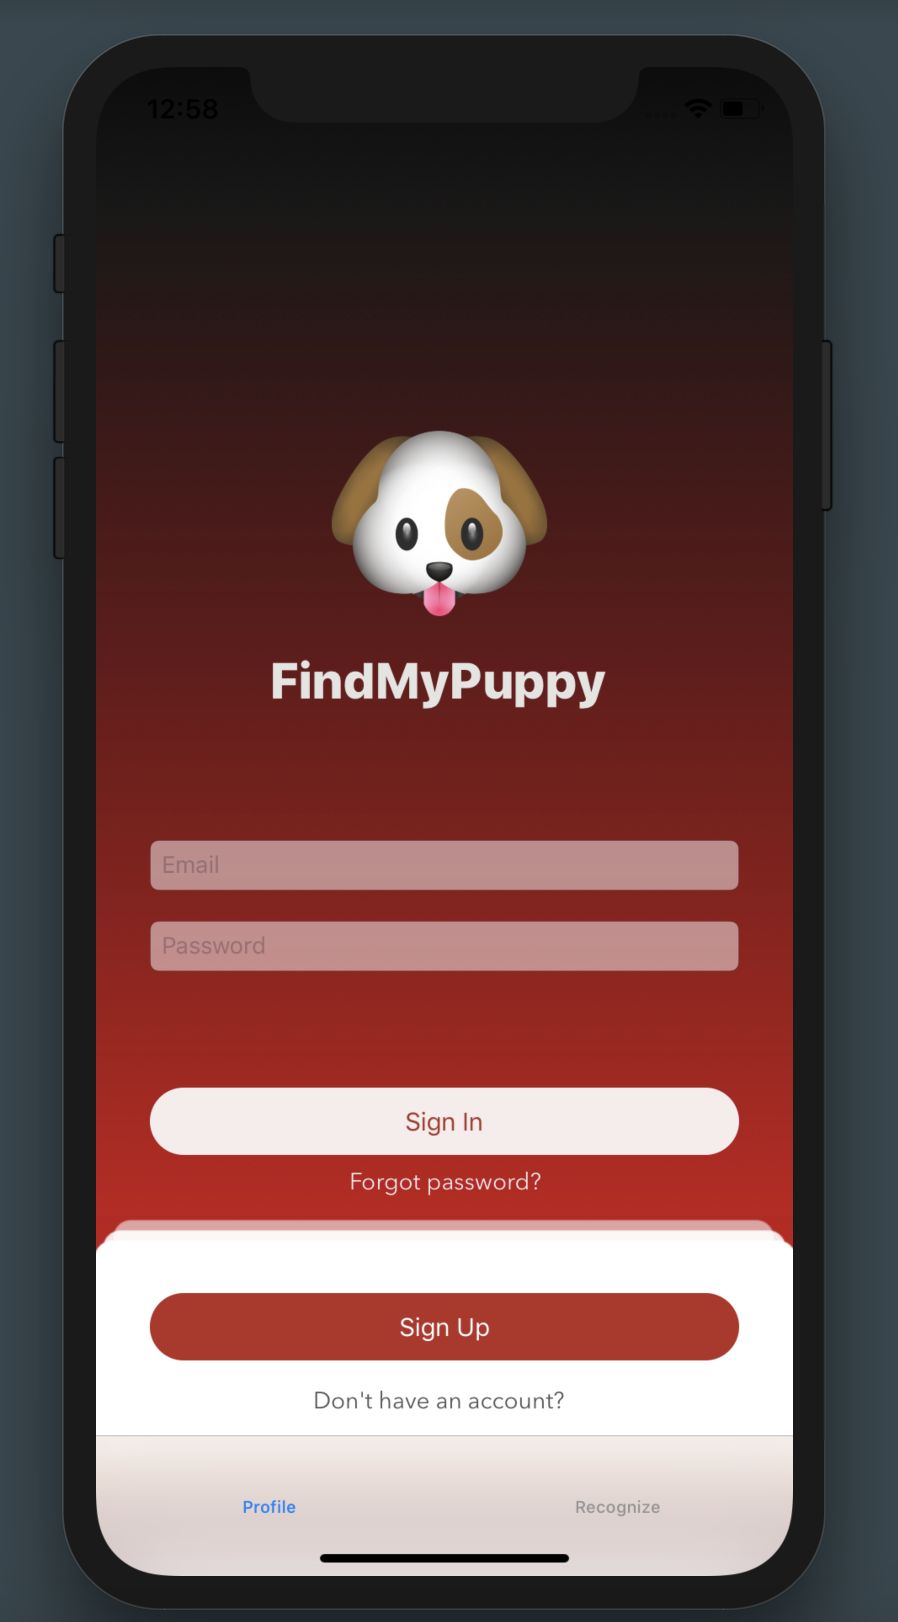 12:58
FindMyPuppy
Email
Password
Sign In
Forgot password?
Sign Up
Don't have an account?
Profile
Recognize